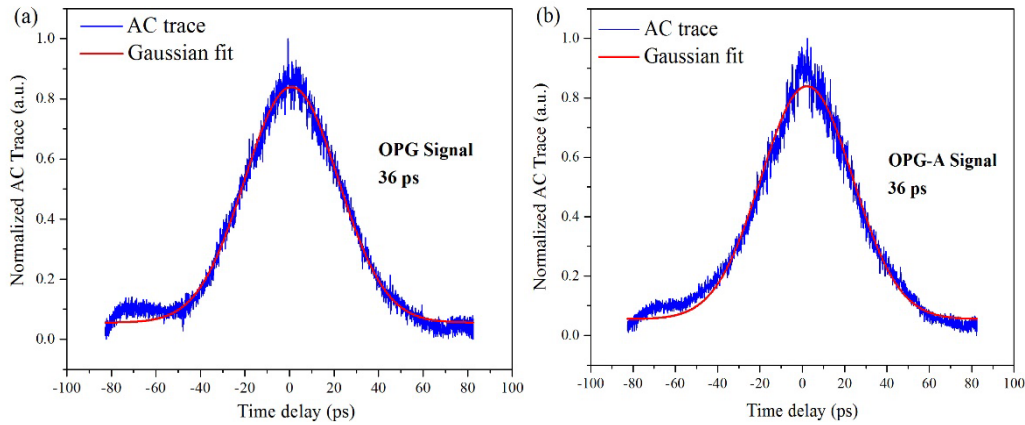 (a)
AC trace
Gaussian fit
OPG Signal
36 ps
Normalized AC Trace (a.u.)
1.0
0.8
0.6
0.4
0.2
0.0
-100 -80 -60 -40 -20 0 20 40 60 80 100
Time delay (ps)
(b)
AC trace
Gaussian fit
OPG-A Signal
36 ps
Normalized AC Trace (a.u.)
1.0
0.8
0.6
0.4
0.2
0.0
-100 -80 -60 -40 -20 0 20 40 60 80 100
Time delay (ps)